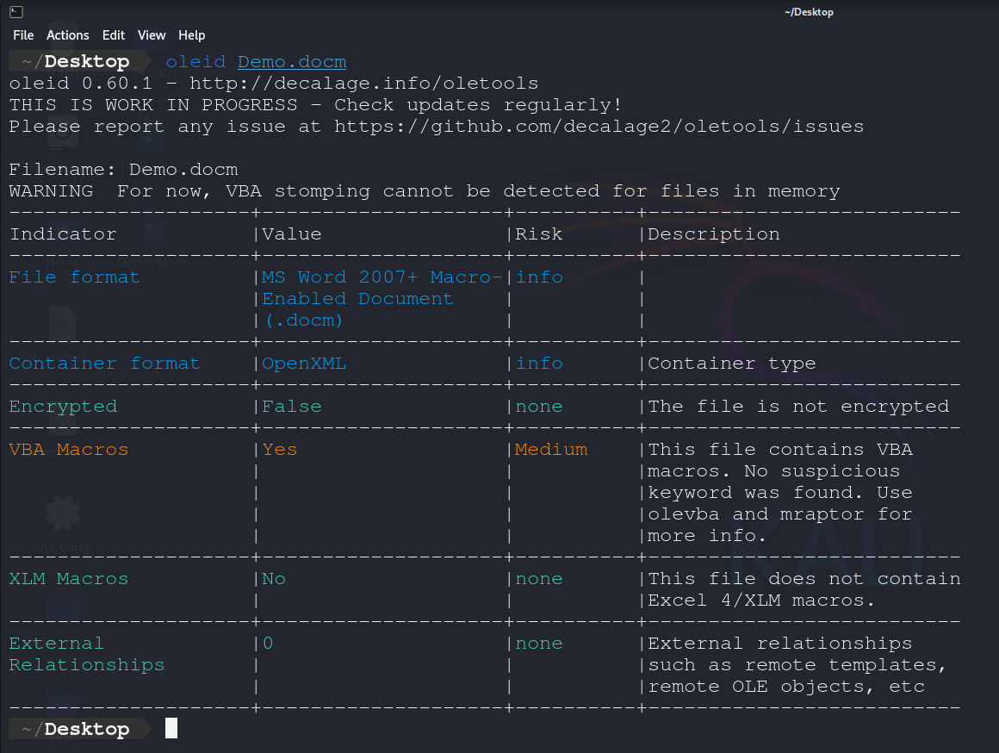 ~/Desktop
File Actions Edit View Help
~/Desktop oleid Demo.docm
oleid 0.60.1 - http://decalage.info/oletools
THIS IS WORK IN PROGRESS - Check updates regularly!
Please report any issue at https://github.com/decalage2/oletools/issues
Filename: Demo.docm
WARNING  For now, VBA stomping cannot be detected for files in memory
--------------------+--------------------+----------+--------------------------
Indicator           |Value               |Risk      |Description
--------------------+--------------------+----------+--------------------------
File format         |MS Word 2007+ Macro-|info      |
                    |Enabled Document    |          |
                    |(.docm)             |          |
--------------------+--------------------+----------+--------------------------
Container format    |OpenXML             |info      |Container type
--------------------+--------------------+----------+--------------------------
Encrypted           |False               |none      |The file is not encrypted
--------------------+--------------------+----------+--------------------------
VBA Macros          |Yes                 |Medium    |This file contains VBA
                    |                    |          |macros. No suspicious
                    |                    |          |keyword was found. Use
                    |                    |          |olevba and mraptor for
                    |                    |          |more info.
--------------------+--------------------+----------+--------------------------
XLM Macros          |No                  |none      |This file does not contain
                    |                    |          |Excel 4/XLM macros.
--------------------+--------------------+----------+--------------------------
External            |0                   |none      |External relationships
Relationships       |                    |          |such as remote templates,
                    |                    |          |remote OLE objects, etc
--------------------+--------------------+----------+--------------------------
~/Desktop
Home
Demo.docm
evtx_dump
KALI